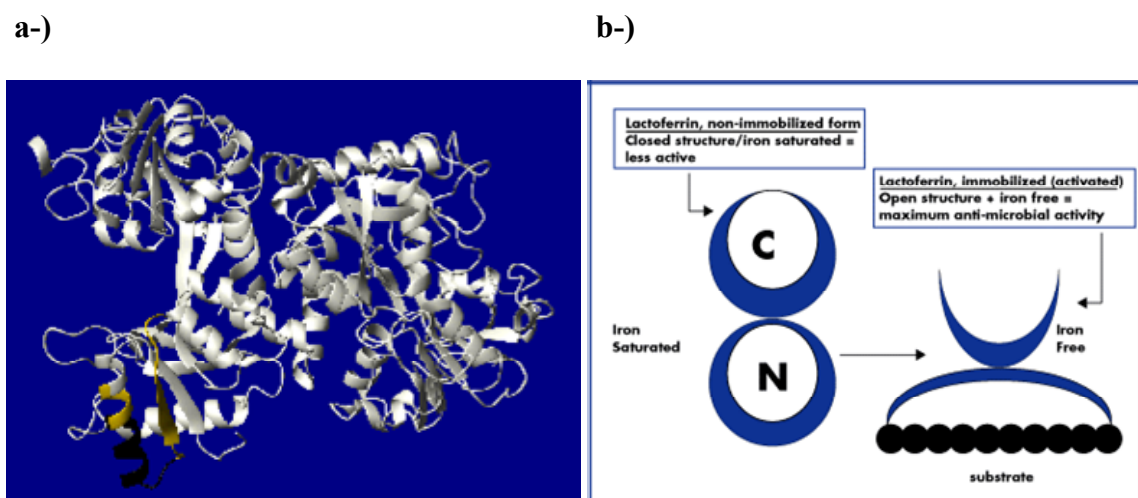 a-)
b-)
Lactoferrin, non-immobilized form
Closed structure/iron saturated =
less active
Lactoferrin, immobilized (activated)
Open structure + iron free =
maximum anti-microbial activity
C
Iron
Saturated
N
Iron
Free
substrate